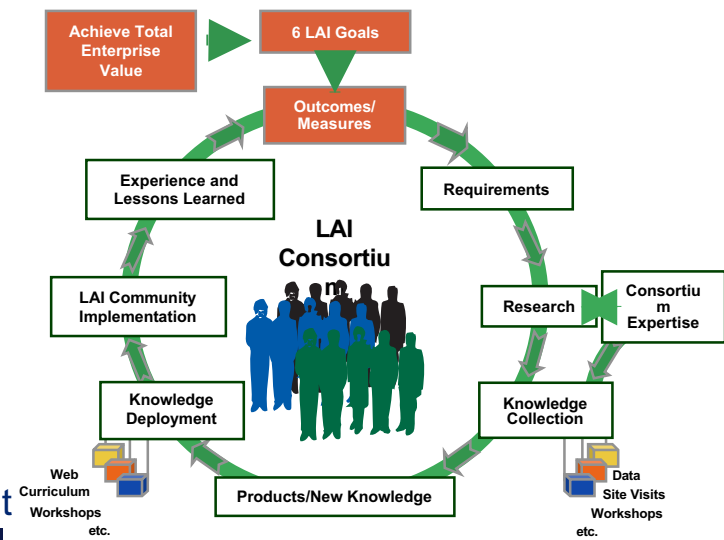 Achieve Total
Enterprise
Value
6 LAI Goals
Outcomes/
Measures
Experience and
Lessons Learned
Requirements
LAI
Consortiu
m
LAI Community
Implementation
Research
Consortiu
m
Expertise
Knowledge
Deployment
Knowledge
Collection
Products/New Knowledge
Web
Curriculum
Workshops
etc.
Data
Site Visits
Workshops
etc.
t